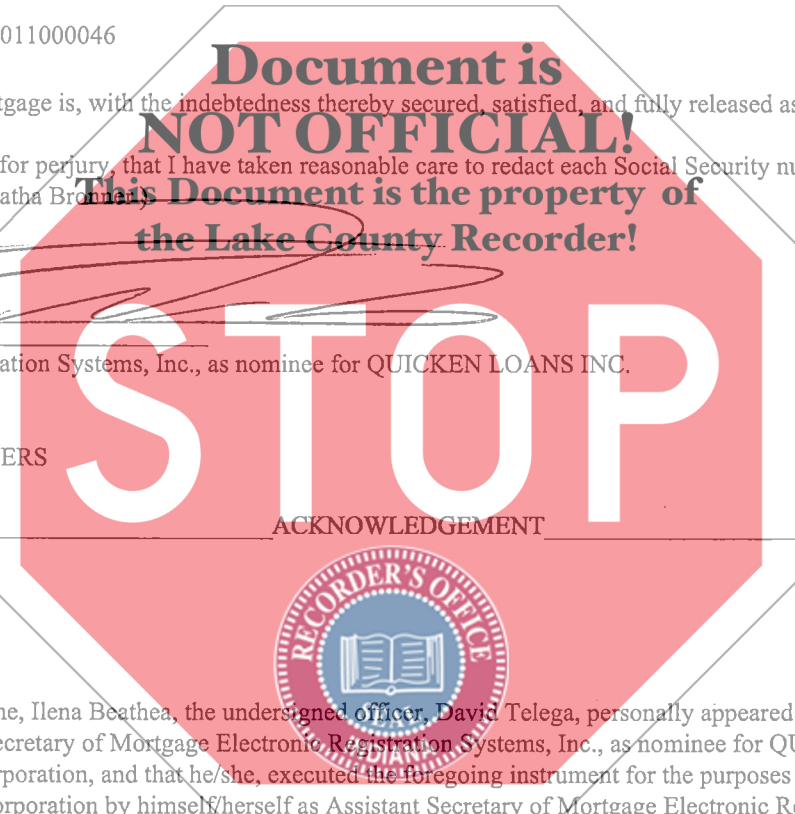 011000046
Document is
tgage is, with the indebtedness thereby secured, satisfied, and fully released as
NOT OFFICIAL!
for perjury, that I have taken reasonable care to redact each Social Security nu
This Document is the property of
atha Bronner.)
the Lake County Recorder!
ation Systems, Inc., as nominee for QUICKEN LOANS INC.
STOP
ERS
ACKNOWLEDGEMENT
RECORDER'S OFFICE
SEAL
INDIANA
ne, Ilena Beathea, the undersigned officer, David Telega, personally appeared
ecretary of Mortgage Electronic Registration Systems, Inc., as nominee for QU
rporation, and that he/she, executed the foregoing instrument for the purposes
orporation by himself/herself as Assistant Secretary of Mortgage Electronic Re